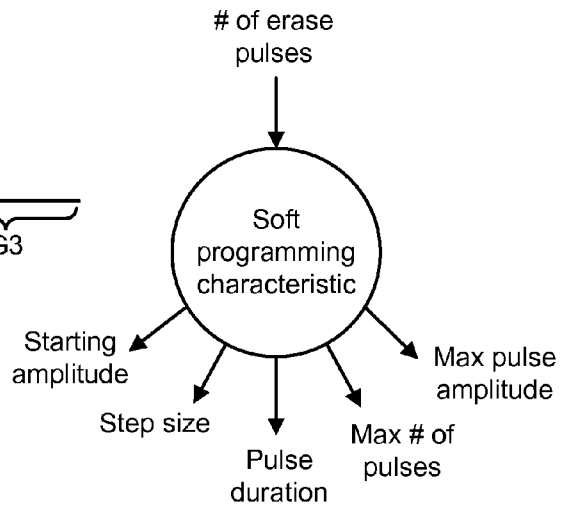 # of erase
pulses
Soft
programming
characteristic
G3
Starting
amplitude
Step size
Pulse
duration
Max # of
pulses
Max pulse
amplitude